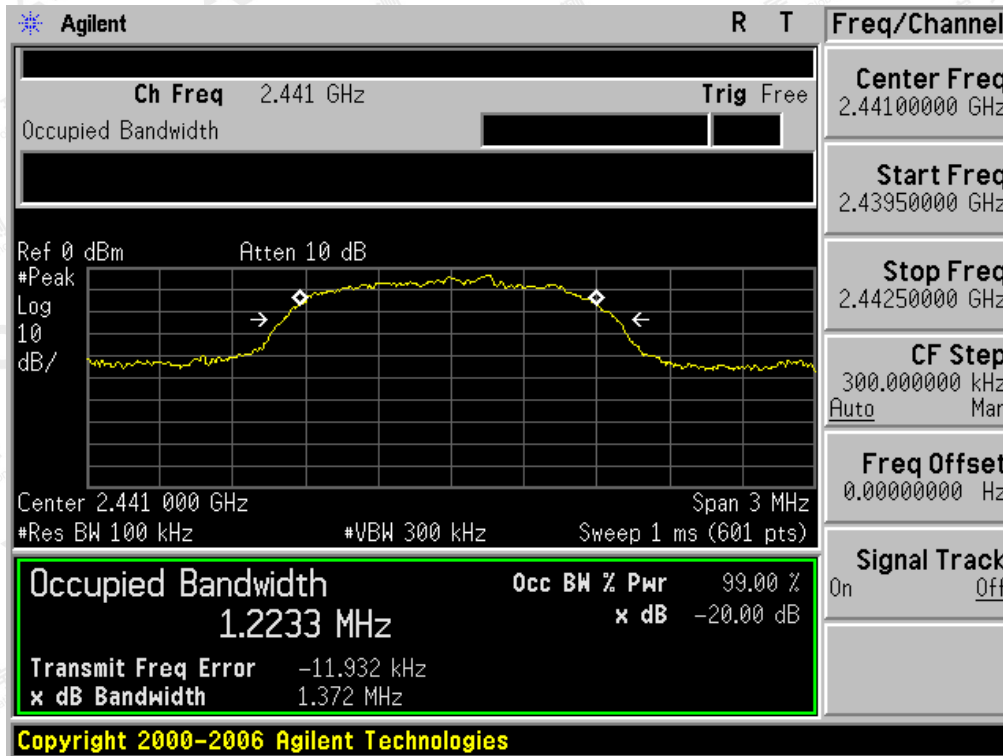 Agilent R T Freq/Channel
Ch Freq 2.441 GHz Trig Free
Occupied Bandwidth
Center Freq
2.44100000 GHz
Start Freq
2.43950000 GHz
Stop Freq
2.44250000 GHz
CF Step
300.000000 kHz
Auto Man
Freq Offset
0.00000000 Hz
Signal Track
On Off
Ref 0 dBm Atten 10 dB
#Peak
Log
10
dB/
Center 2.441 000 GHz Span 3 MHz
#Res BW 100 kHz #VBW 300 kHz Sweep 1 ms (601 pts)
Occupied Bandwidth Occ BW % Pwr 99.00 %
1.2233 MHz x dB -20.00 dB
Transmit Freq Error -11.932 kHz
x dB Bandwidth 1.372 MHz
Copyright 2000-2006 Agilent Technologies